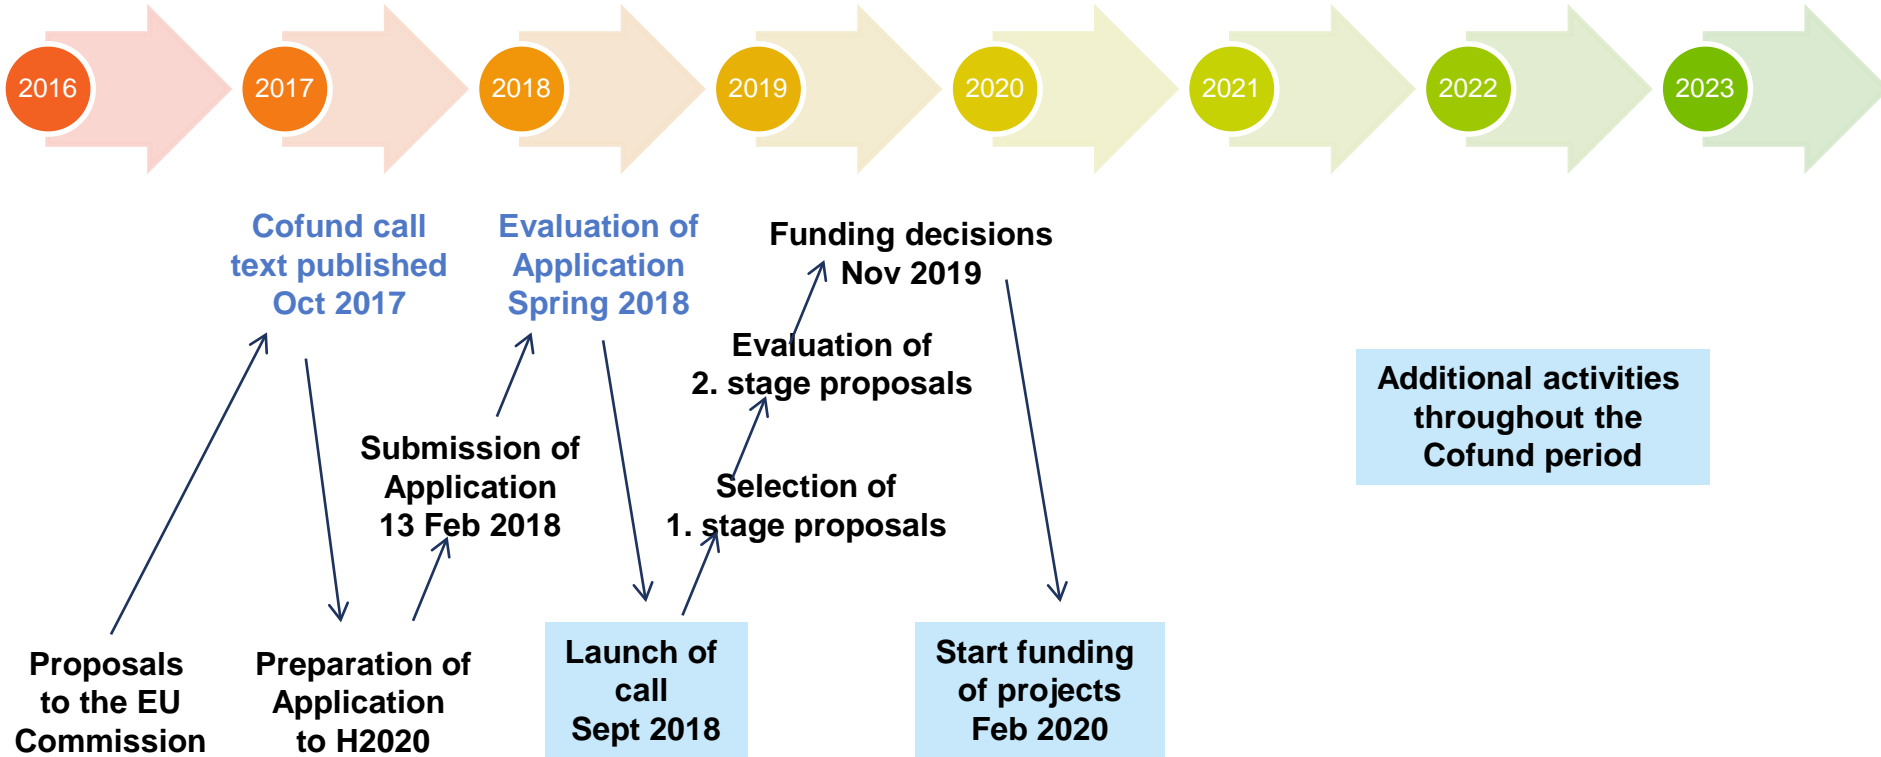 2016
2017
2018
2019
2020
2021
2022
2023
Cofund call
text published
Oct 2017
Evaluation of
Application
Spring 2018
Funding decisions
Nov 2019
Evaluation of
2. stage proposals
Additional activities
throughout the
Cofund period
Submission of
Application
13 Feb 2018
Selection of
1. stage proposals
Proposals
to the EU
Commission
Preparation of
Application
to H2020
Launch of
call
Sept 2018
Start funding
of projects
Feb 2020